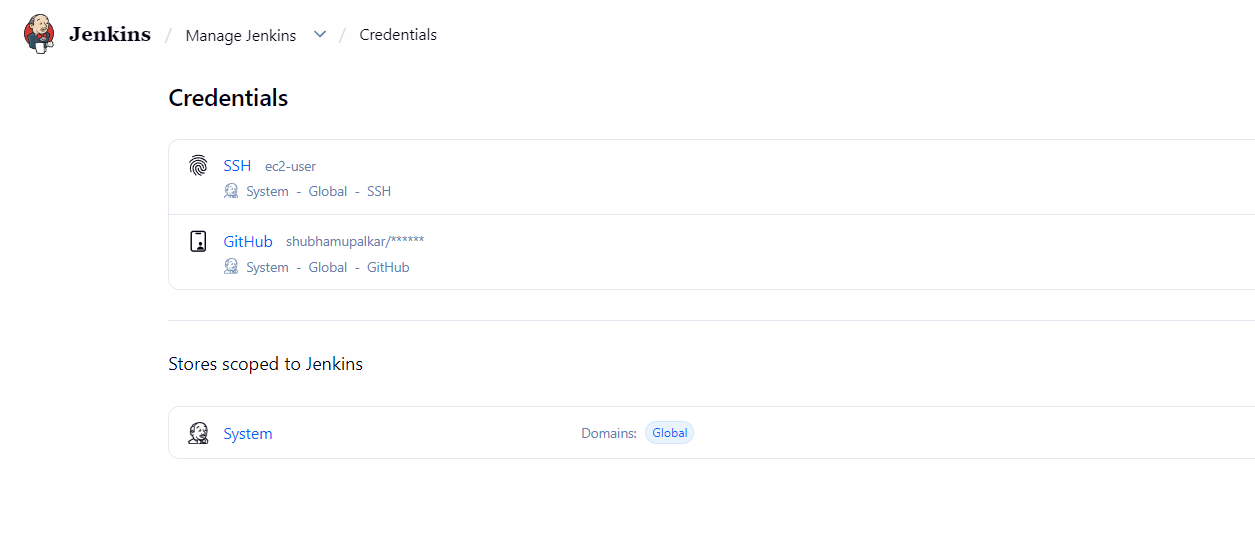 Jenkins / Manage Jenkins / Credentials
Credentials
SSH ec2-user
System - Global - SSH
GitHub shubhamupalkar/******
System - Global - GitHub
Stores scoped to Jenkins
System Domains: Global